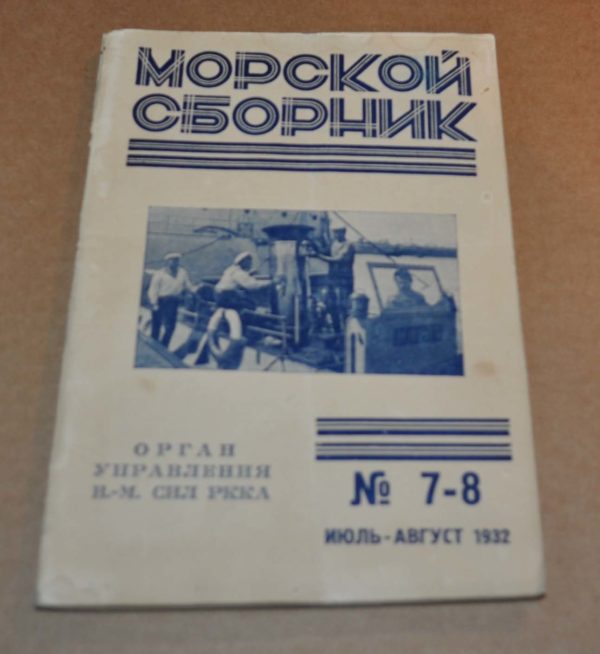 МОРСКОЙ
СБОРНИК
ОРГАН
УПРАВЛЕНИЯ
В.-М. СИЛ РККА
№ 7-8
ИЮЛЬ-АВГУСТ 1932